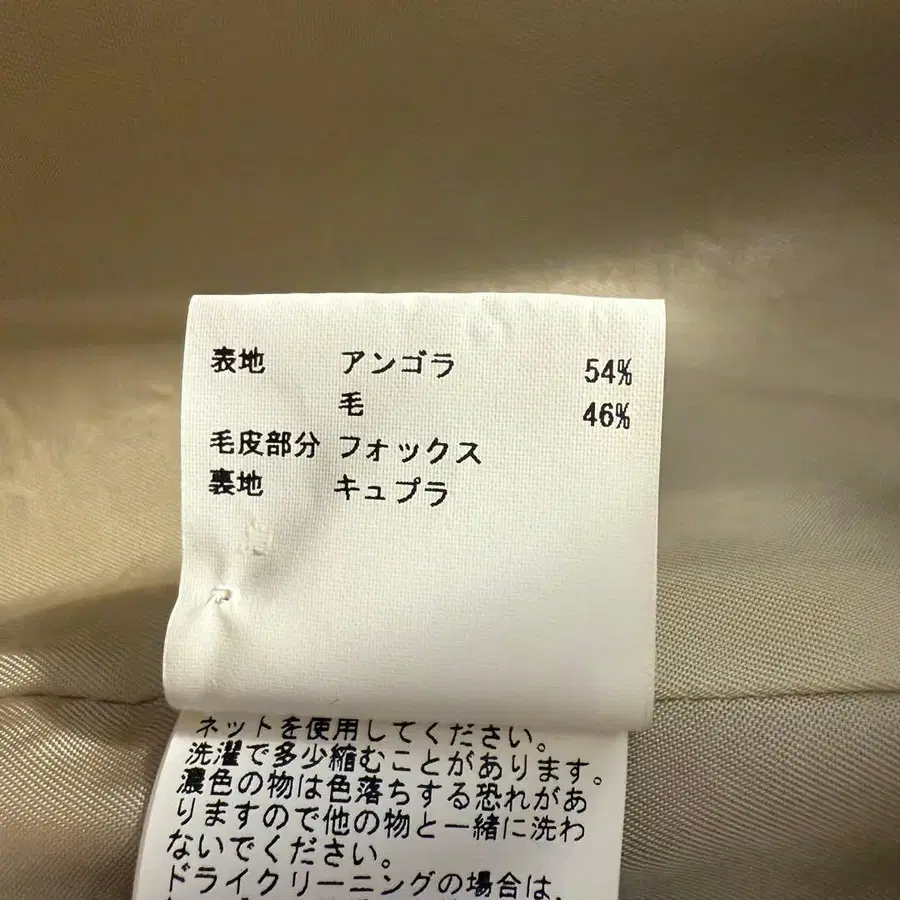 表地 アンゴラ 54%
毛 46%
毛皮部分 フォックス
裏地 キュプラ
ネットを使用してください。
洗濯で多少縮むことがあります。
濃色の物は色落ちする恐れがあ
りますので他の物と一緒に洗わ
ないでください。
ドライクリーニングの場合は、